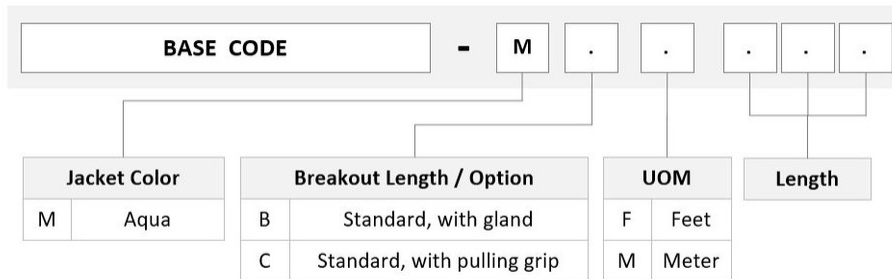 BASE CODE - M . . . . .
Jacket Color Breakout Length / Option UOM Length
M Aqua B Standard, with gland F Feet
C Standard, with pulling grip M Meter